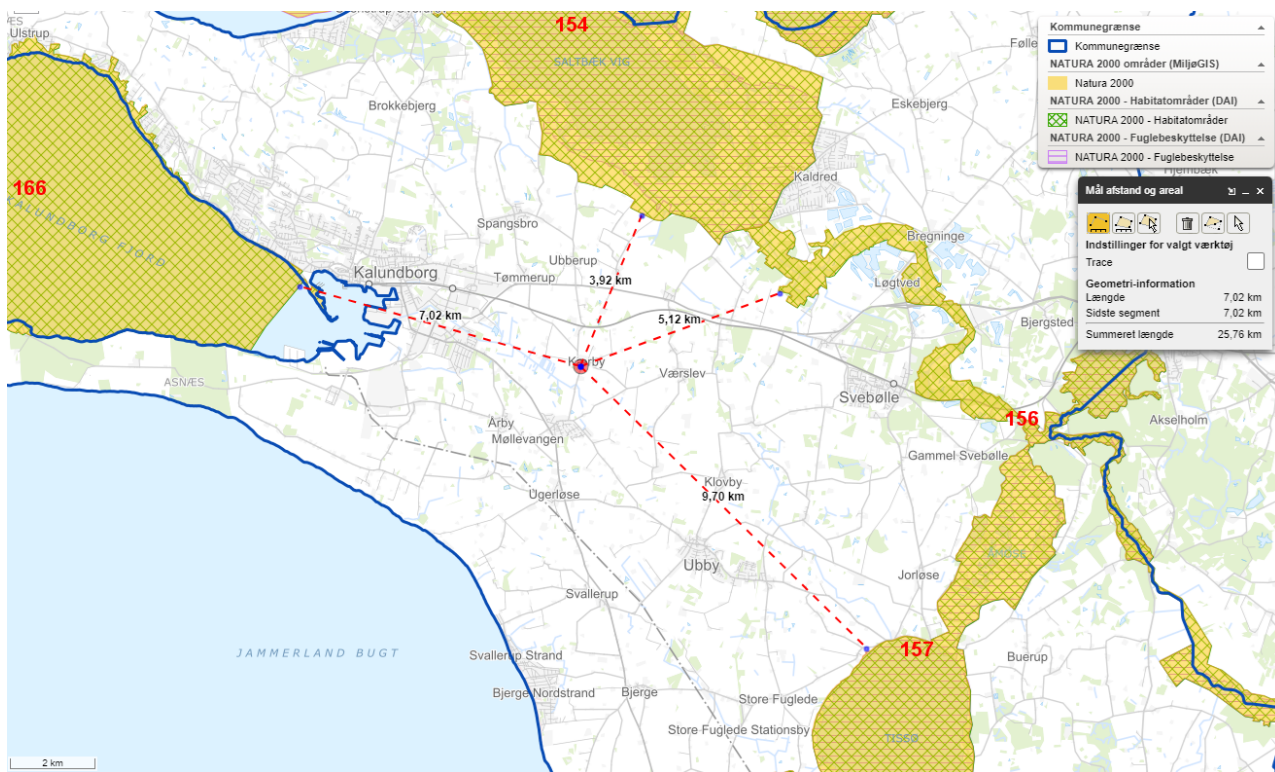 ÆS
Ulstrup
154
SALTBÆK VIG
Kommunegrænse
Kommunegrænse
NATURA 2000 områder (MiljøGIS)
Natura 2000
NATURA 2000 - Habitatområder (DAI)
NATURA 2000 - Habitatområder
NATURA 2000 - Fuglebeskyttelse (DAI)
NATURA 2000 - Fuglebeskyttelse
Brokkebjerg
Eskebjerg
Kaldred
166
KALUNDBORG FJORD
Mål afstand og areal
Indstillinger for valgt værktøj
Trace
Geometri-information
Længde 7,02 km
Sidste segment 7,02 km
Summeret længde 25,76 km
Spangsbro
Bregninge
Ubberup
Kalundborg
Tømmerup
3,92 km
Løgtved
7,02 km
5,12 km
Bjergsted
Kærby
Værslev
ASNÆS
Svebølle
Årby
156
Akselholm
Møllevangen
Gammel Svebølle
Klovby
9,70 km
Ugerløse
Ubby
Jorløse
Svallerup
JAMMERLAND BUGT
Svallerup Strand
157
Buerup
Bjerge Nordstrand
Bjerge
Store Fuglede
Store Fuglede Stationsby
TISSØ
2 km